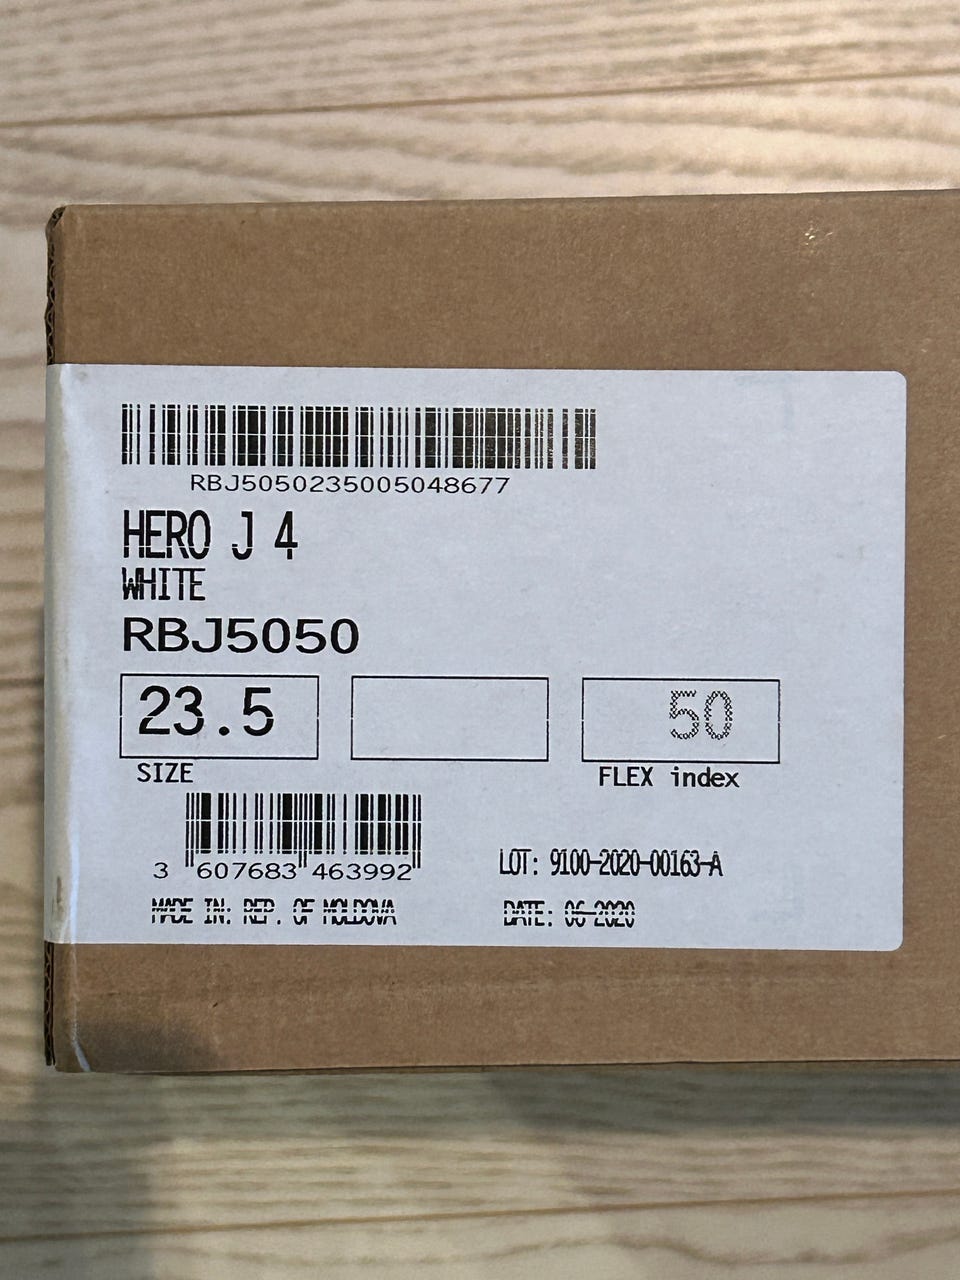 RBJ5050235005048677
HERO J 4
WHITE
RBJ5050
23.5
50
SIZE
FLEX index
3 607683 463992
LOT: 9100-2020-00163-A
MADE IN: REP. OF MOLDOVA
DATE: 06-2020